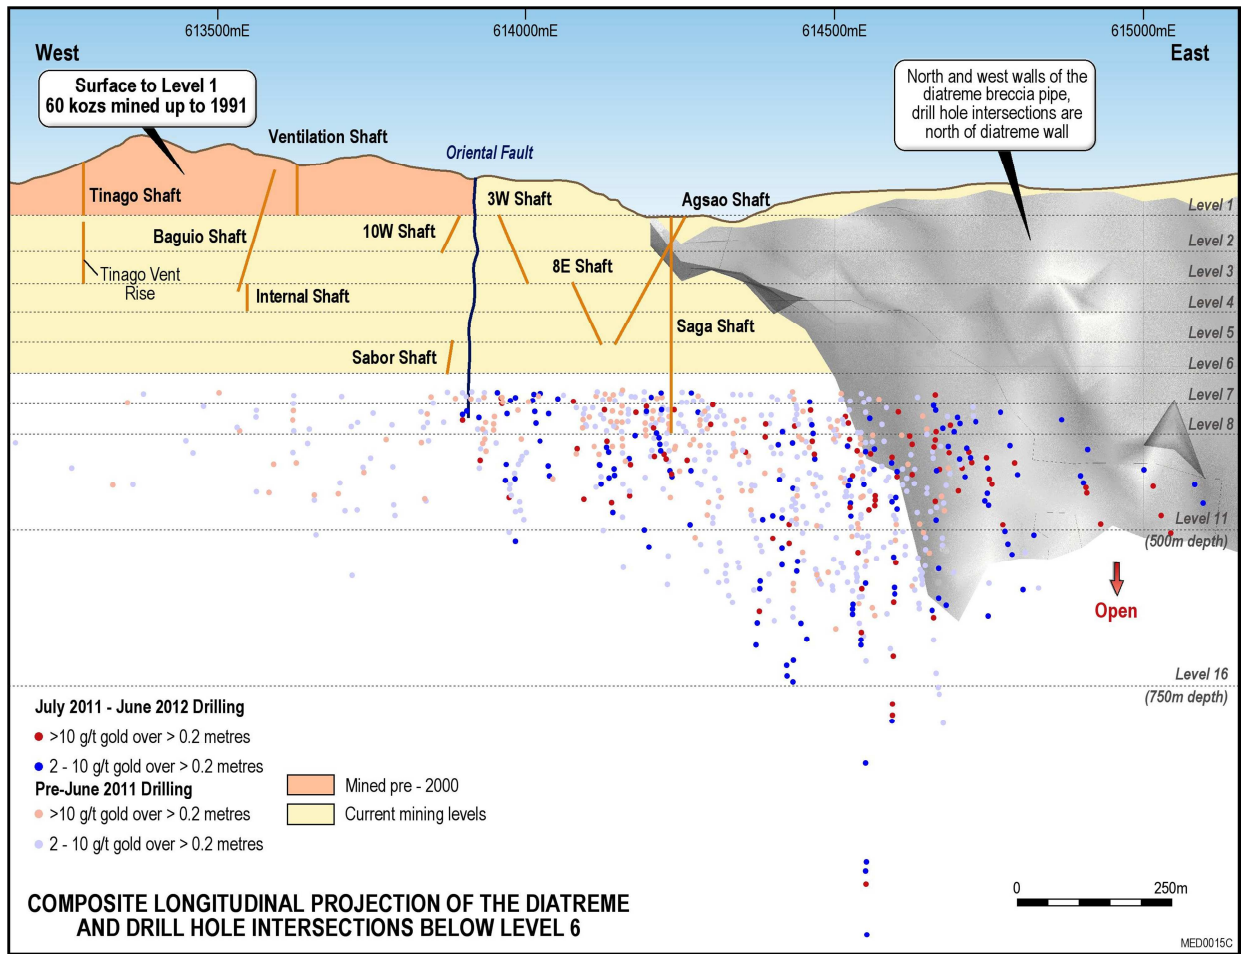 613500mE
614000mE
614500mE
615000mE
West
East
Surface to Level 1
60 kozs mined up to 1991
North and west walls of the
diatreme breccia pipe,
drill hole intersections are
north of diatreme wall
Ventilation Shaft
Oriental Fault
Tinago Shaft
3W Shaft
Agsao Shaft
Level 1
Baguio Shaft
10W Shaft
Level 2
Tinago Vent
Rise
8E Shaft
Level 3
Internal Shaft
Level 4
Saga Shaft
Level 5
Sabor Shaft
Level 6
Level 7
Level 8
Level 11
(500m depth)
Open
Level 16
(750m depth)
July 2011 - June 2012 Drilling
>10 g/t gold over > 0.2 metres
2 - 10 g/t gold over > 0.2 metres
Pre-June 2011 Drilling
>10 g/t gold over > 0.2 metres
2 - 10 g/t gold over > 0.2 metres
Mined pre - 2000
Current mining levels
0
250m
COMPOSITE LONGITUDINAL PROJECTION OF THE DIATREME
AND DRILL HOLE INTERSECTIONS BELOW LEVEL 6
MED0015C